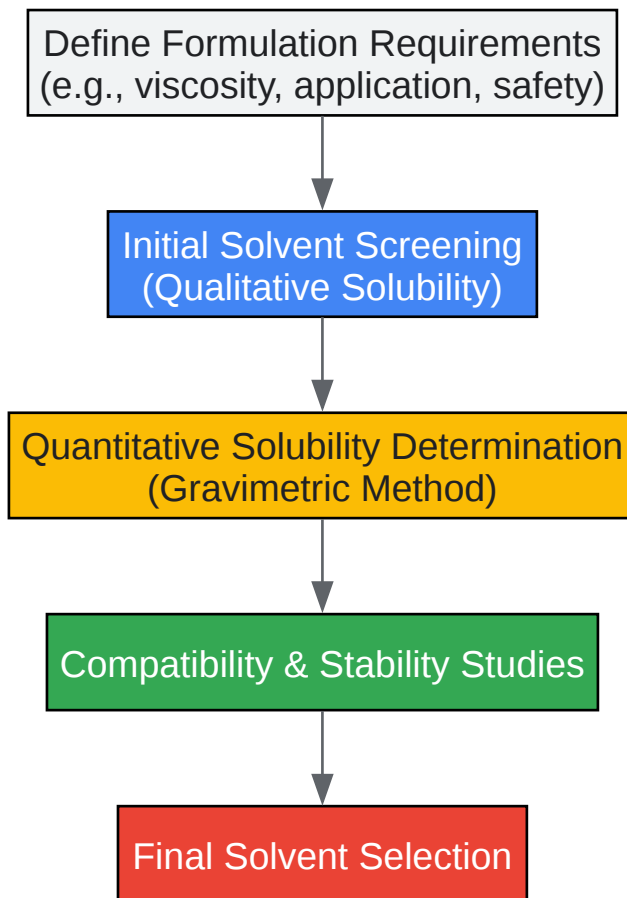 Define Formulation Requirements
(e.g., viscosity, application, safety)
Initial Solvent Screening
(Qualitative Solubility)
Quantitative Solubility Determination
(Gravimetric Method)
Compatibility & Stability Studies
Final Solvent Selection